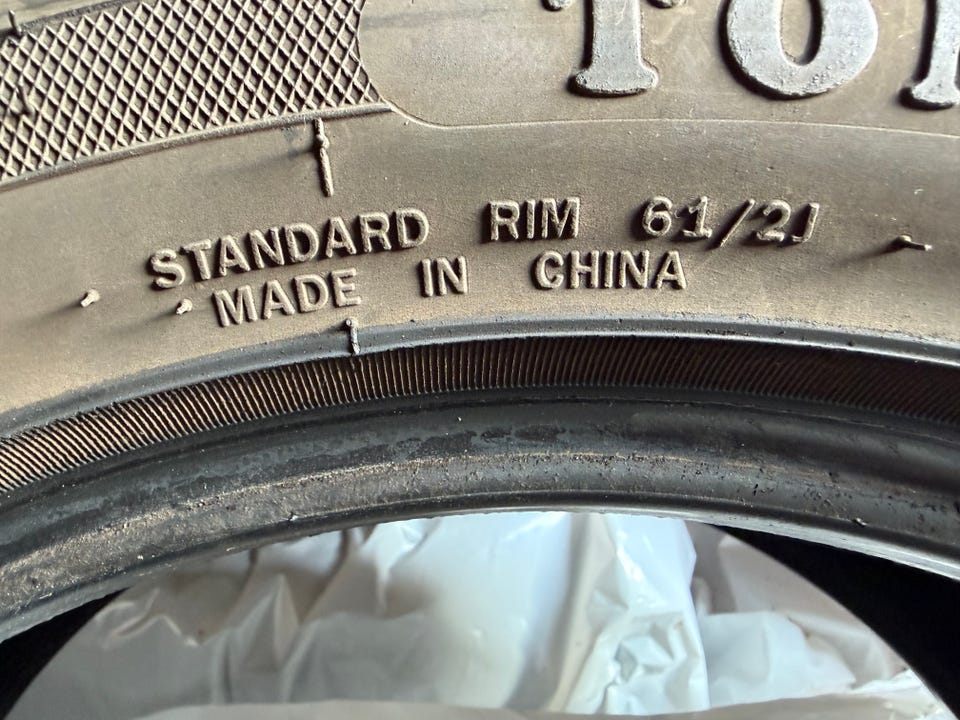 STANDARD RIM 61/2J
MADE IN CHINA